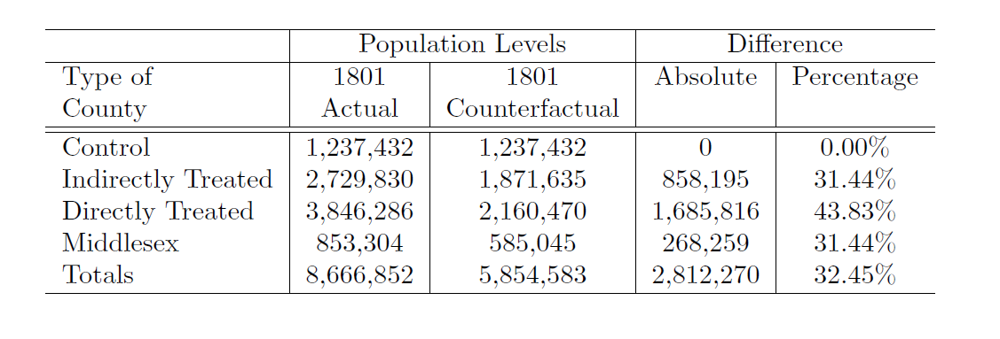 Population Levels Difference
Type of 1801 1801 Absolute Percentage
County Actual Counterfactual
Control 1,237,432 1,237,432 0 0.00%
Indirectly Treated 2,729,830 1,871,635 858,195 31.44%
Directly Treated 3,846,286 2,160,470 1,685,816 43.83%
Middlesex 853,304 585,045 268,259 31.44%
Totals 8,666,852 5,854,583 2,812,270 32.45%